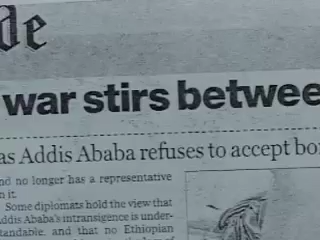 de
war stirs betwee
as Addis Ababa refuses to accept bo
nd no longer has a representative
n it.
Some diplomats hold the view that
ddis Ababa's intransigence is under-
standable, and that no Ethiopian